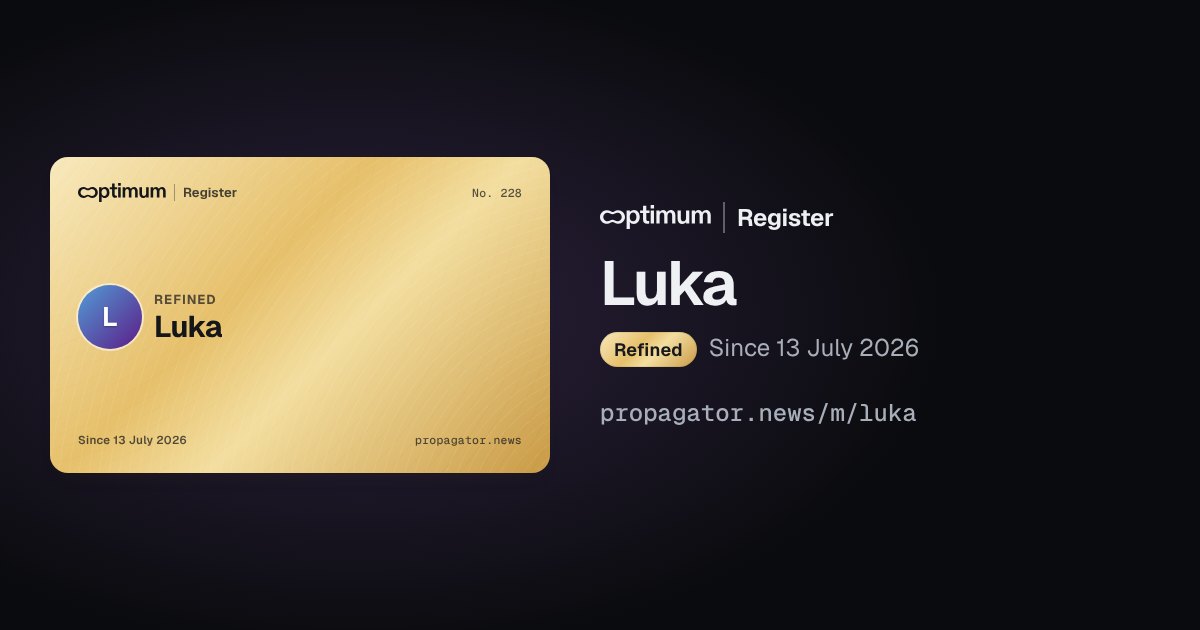 optimum | Register
No. 228
L
REFINED
Luka
Since 13 July 2026
propagator.news
optimum | Register
Luka
Refined
Since 13 July 2026
propagator.news/m/luka